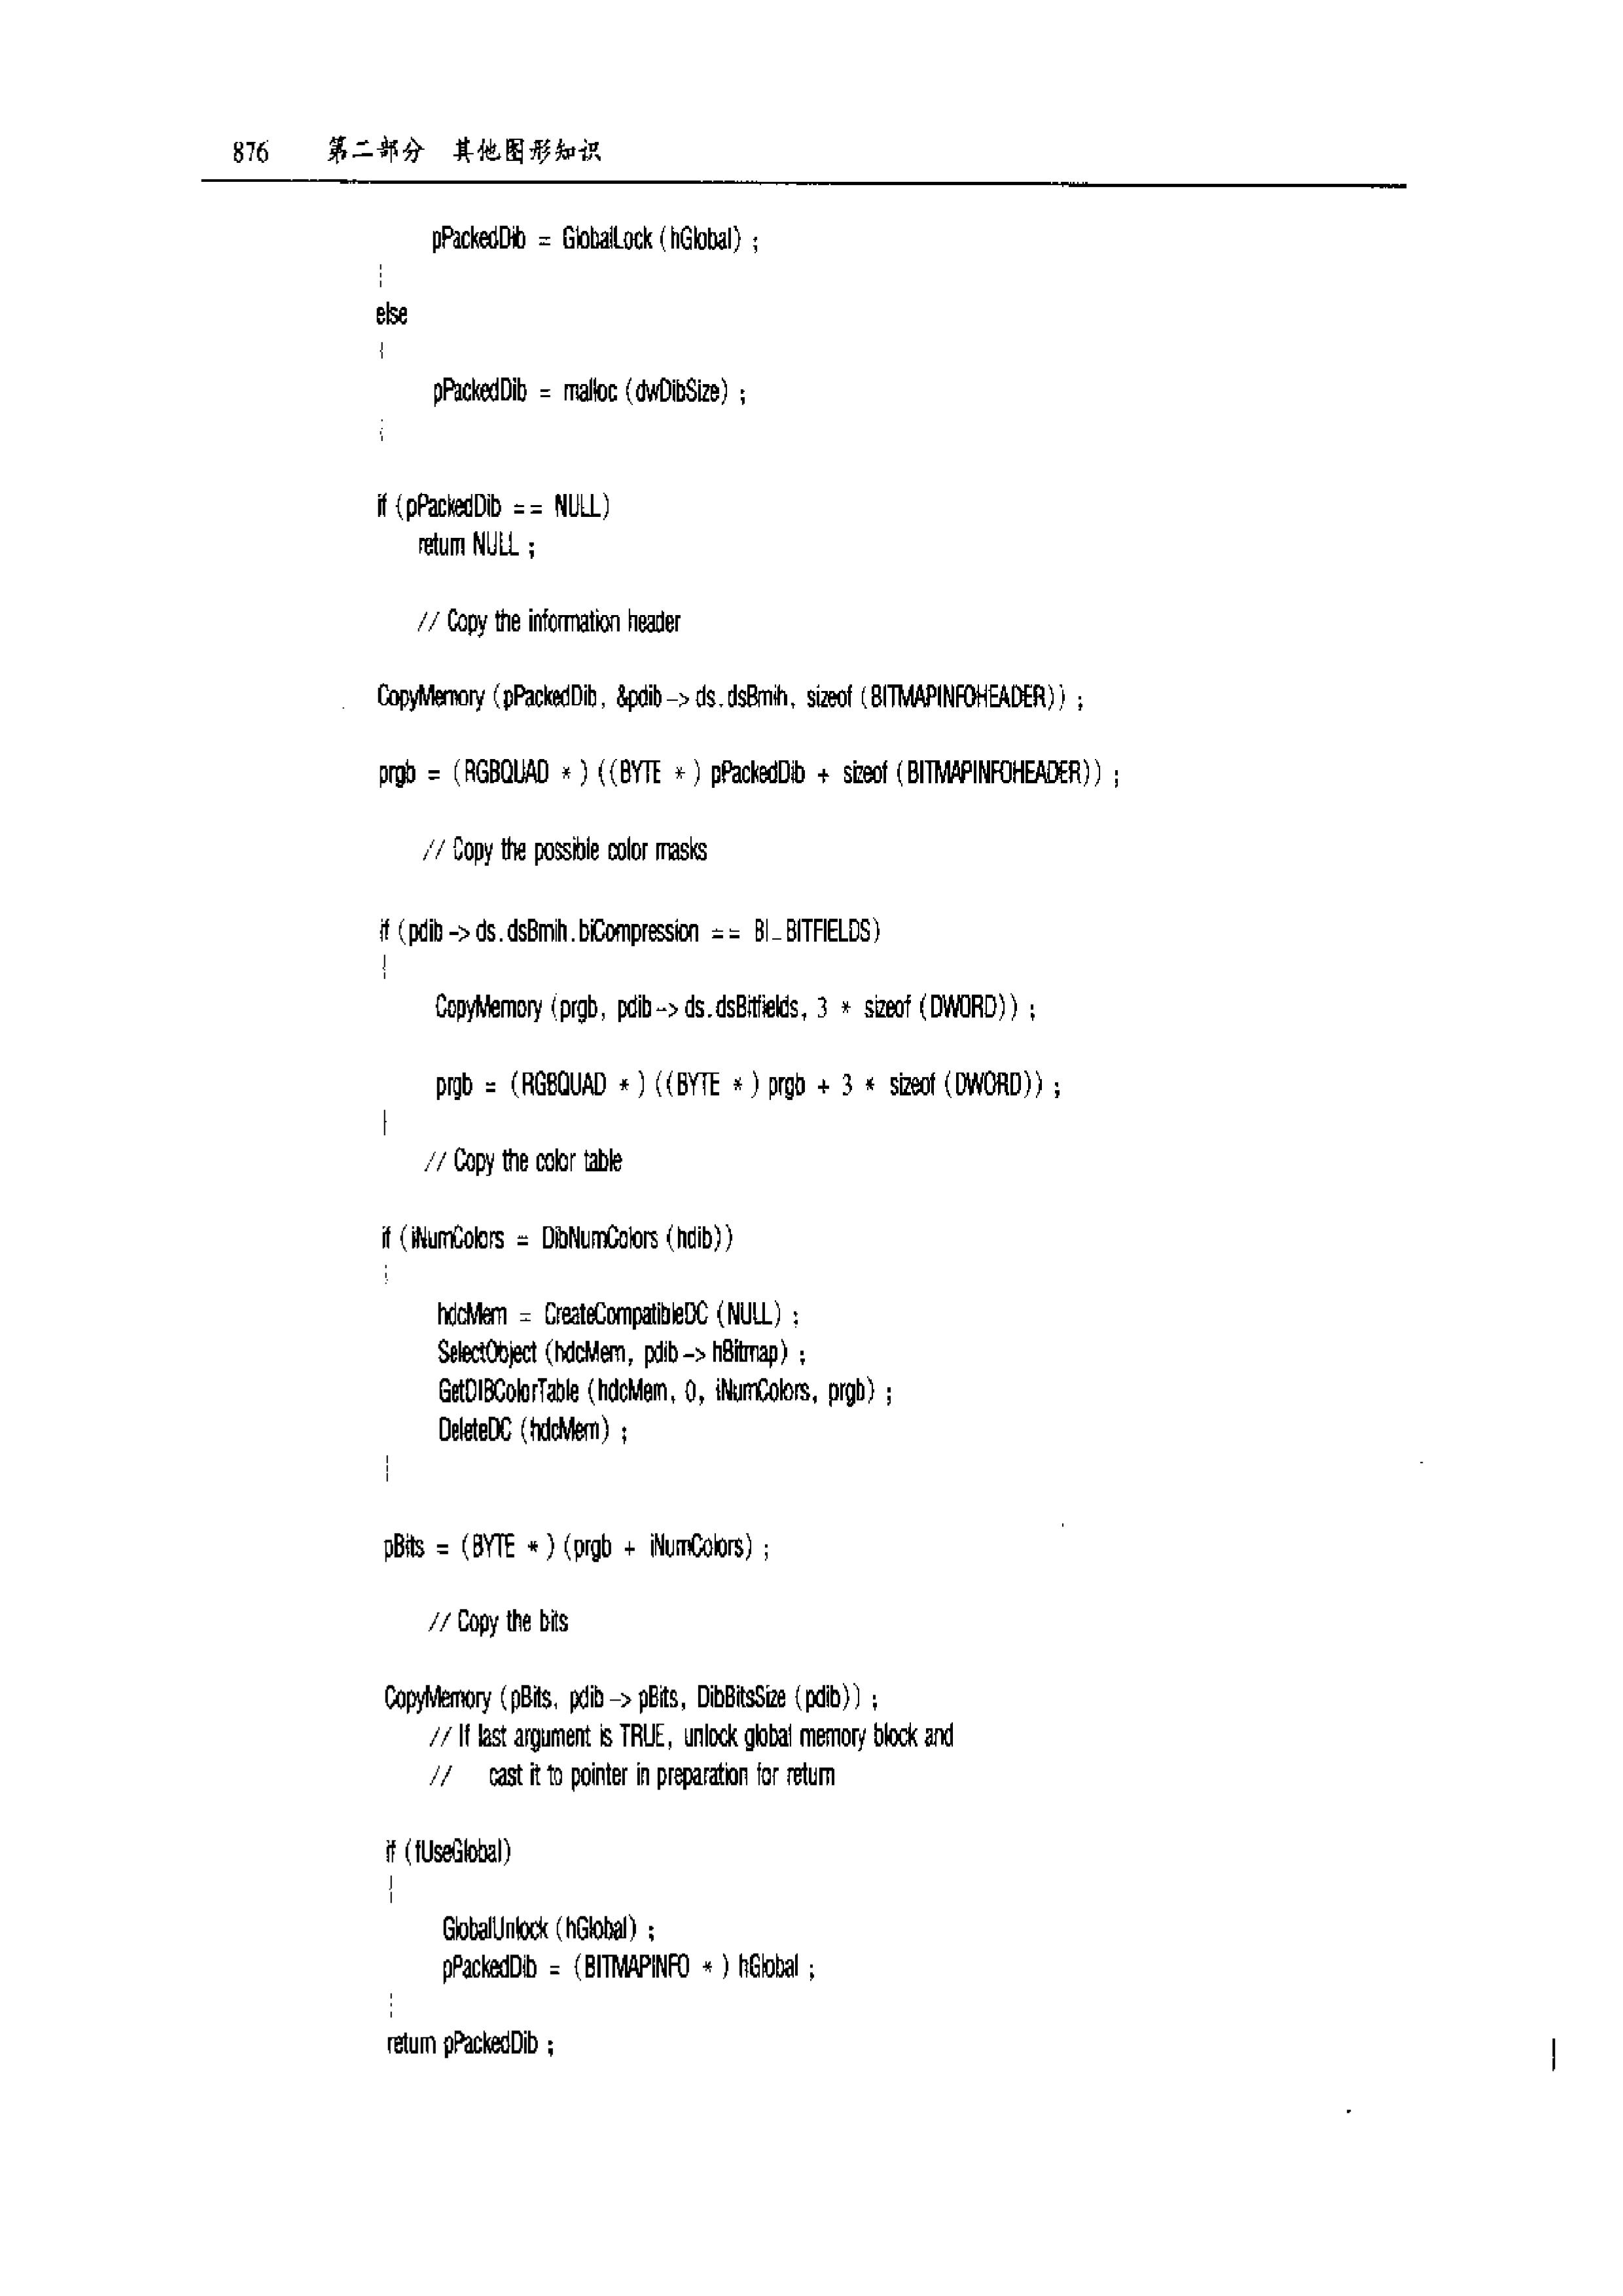 876 第二部分 其他图形知识
pPackedDib = GlobalLock (hGlobal) ;
}
else
{
pPackedDib = malloc (dwDibSize) ;
}
if (pPackedDib == NULL)
return NULL ;
// Copy the information header
CopyMemory (pPackedDib, &pdib->ds.dsBmih, sizeof (BITMAPINFOHEADER)) ;
prgb = (RGBQUAD *) ((BYTE *) pPackedDib + sizeof (BITMAPINFOHEADER)) ;
// Copy the possible color masks
if (pdib->ds.dsBmih.biCompression == BI_BITFIELDS)
{
CopyMemory (prgb, pdib->ds.dsBitfields, 3 * sizeof (DWORD)) ;
prgb = (RGBQUAD *) ((BYTE *) prgb + 3 * sizeof (DWORD)) ;
}
// Copy the color table
if (iNumColors = DibNumColors (hdib))
{
hdcMem = CreateCompatibleDC (NULL) ;
SelectObject (hdcMem, pdib->hBitmap) ;
GetDIBColorTable (hdcMem, 0, iNumColors, prgb) ;
DeleteDC (hdcMem) ;
}
pBits = (BYTE *) (prgb + iNumColors) ;
// Copy the bits
CopyMemory (pBits, pdib->pBits, DibBitsSize (pdib)) ;
// If last argument is TRUE, unlock global memory block and
// cast it to pointer in preparation for return
if (fUseGlobal)
{
GlobalUnlock (hGlobal) ;
pPackedDib = (BITMAPINFO *) hGlobal ;
}
return pPackedDib ;